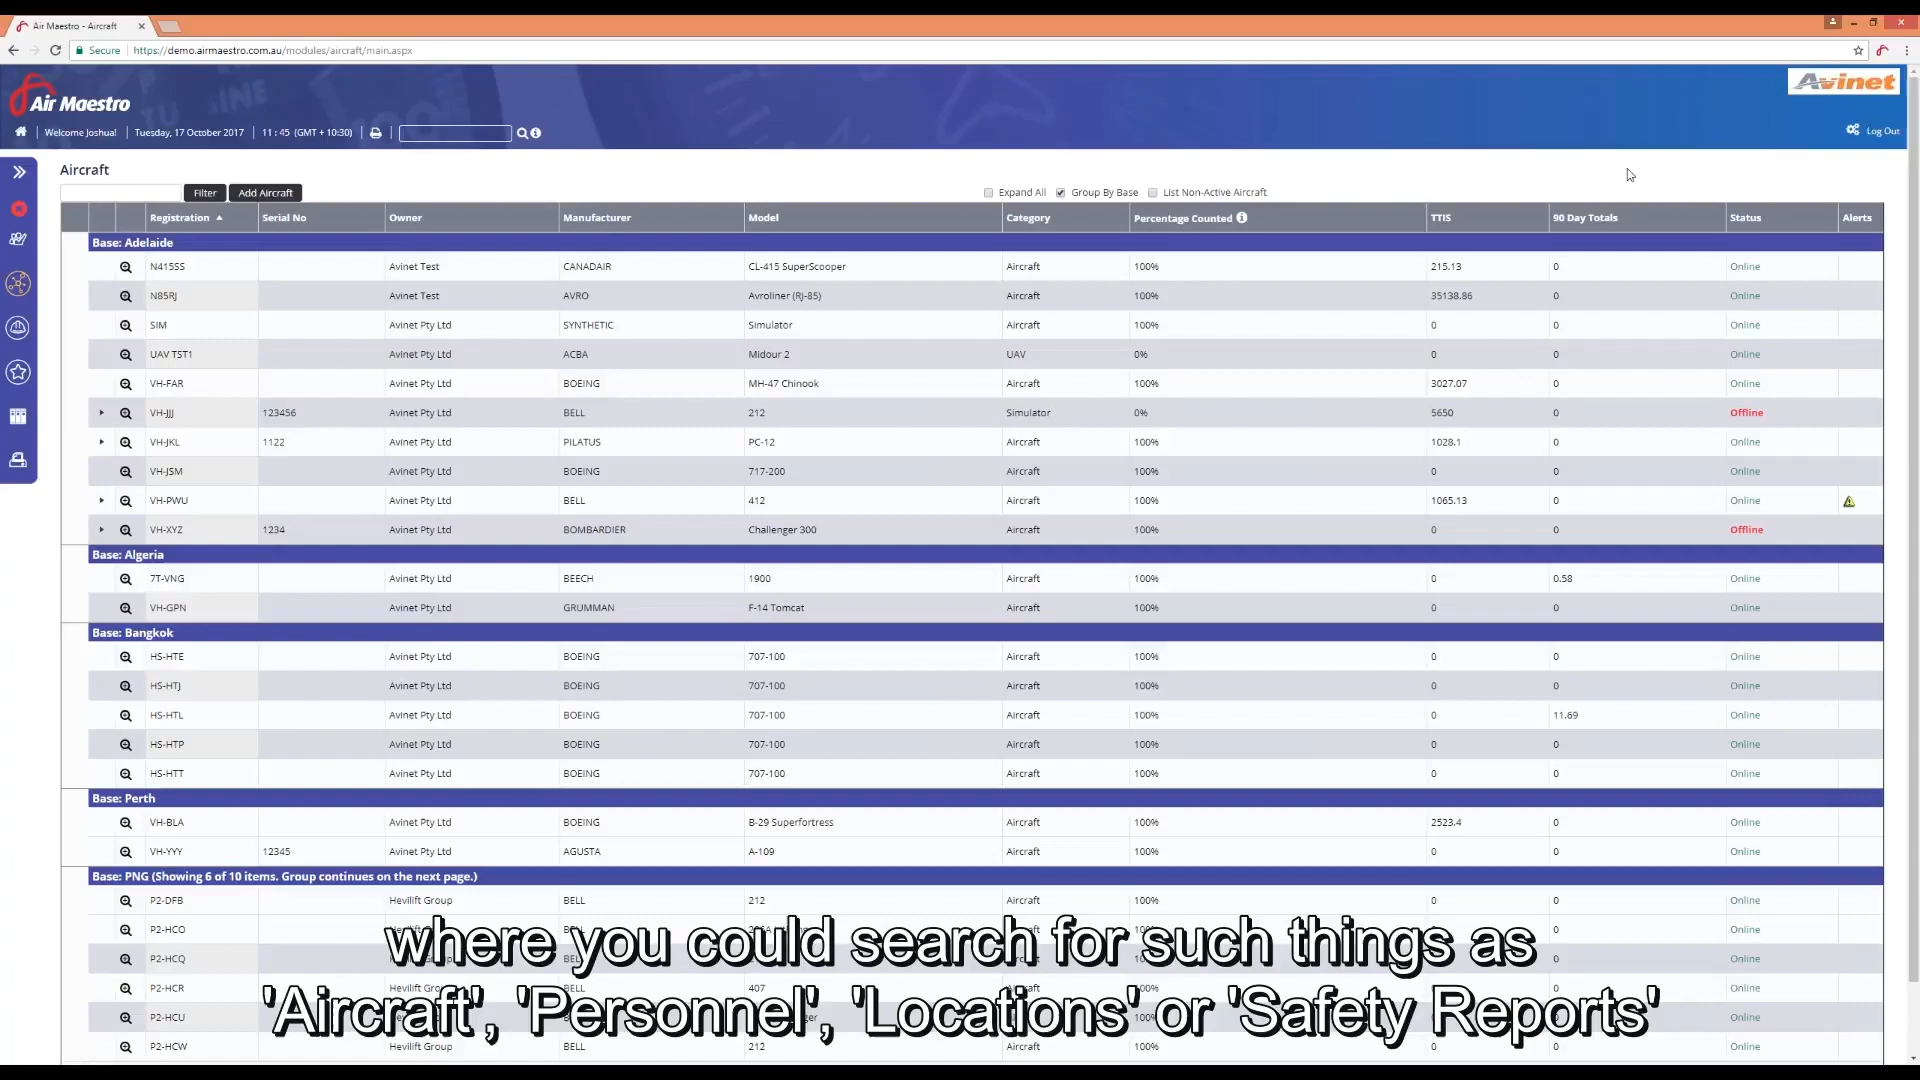 Air Maestro - Aircraft
Secure https://demo.airmaestro.com.au/modules/aircraft/main.aspx
Air Maestro
Avinet
Welcome Joshua! Tuesday, 17 October 2017 11 : 45 (GMT + 10:30)
Log Out
Aircraft
Filter Add Aircraft Expand All Group By Base List Non-Active Aircraft
Registration Serial No Owner Manufacturer Model Category Percentage Counted TTIS 90 Day Totals Status Alerts
Base: Adelaide
N415SS Avinet Test CANADAIR CL-415 SuperScooper Aircraft 100% 215.13 0 Online
N85RJ Avinet Test AVRO Avroliner (RJ-85) Aircraft 100% 35138.86 0 Online
SIM Avinet Pty Ltd SYNTHETIC Simulator Aircraft 100% 0 0 Online
UAV TST1 Avinet Pty Ltd ACBA Midour 2 UAV 0% 0 0 Online
VH-FAR Avinet Pty Ltd BOEING MH-47 Chinook Aircraft 100% 3027.07 0 Online
VH-JJJ 123456 Avinet Pty Ltd BELL 212 Simulator 0% 5650 0 Offline
VH-JKL 1122 Avinet Pty Ltd PILATUS PC-12 Aircraft 100% 1028.1 0 Online
VH-JSM Avinet Pty Ltd BOEING 717-200 Aircraft 100% 0 0 Online
VH-PWU Avinet Pty Ltd BELL 412 Aircraft 100% 1065.13 0 Online
VH-XYZ 1234 Avinet Pty Ltd BOMBARDIER Challenger 300 Aircraft 100% 0 0 Offline
Base: Algeria
7T-VNG Avinet Pty Ltd BEECH 1900 Aircraft 100% 0 0.58 Online
VH-GPN Avinet Pty Ltd GRUMMAN F-14 Tomcat Aircraft 100% 0 0 Online
Base: Bangkok
HS-HTE Avinet Pty Ltd BOEING 707-100 Aircraft 100% 0 0 Online
HS-HTJ Avinet Pty Ltd BOEING 707-100 Aircraft 100% 0 0 Online
HS-HTL Avinet Pty Ltd BOEING 707-100 Aircraft 100% 0 11.69 Online
HS-HTP Avinet Pty Ltd BOEING 707-100 Aircraft 100% 0 0 Online
HS-HTT Avinet Pty Ltd BOEING 707-100 Aircraft 100% 0 0 Online
Base: Perth
VH-BLA Avinet Pty Ltd BOEING B-29 Superfortress Aircraft 100% 2523.4 0 Online
VH-YYY 12345 Avinet Pty Ltd AGUSTA A-109 Aircraft 100% 0 0 Online
Base: PNG (Showing 6 of 10 items. Group continues on the next page.)
P2-DFB Hevilift Group BELL 212 Aircraft 100% 0 0 Online
P2-HCO Online
where you could search for such things as
P2-HCQ 0 Online
P2-HCR Hevilift Group BELL 407 Aircraft 100% 0 0 Online
'Aircraft', 'Personnel', 'Locations' or 'Safety Reports'
P2-HCU Online
P2-HCW Hevilift Group BELL 212 Aircraft 100% 0 0 Online